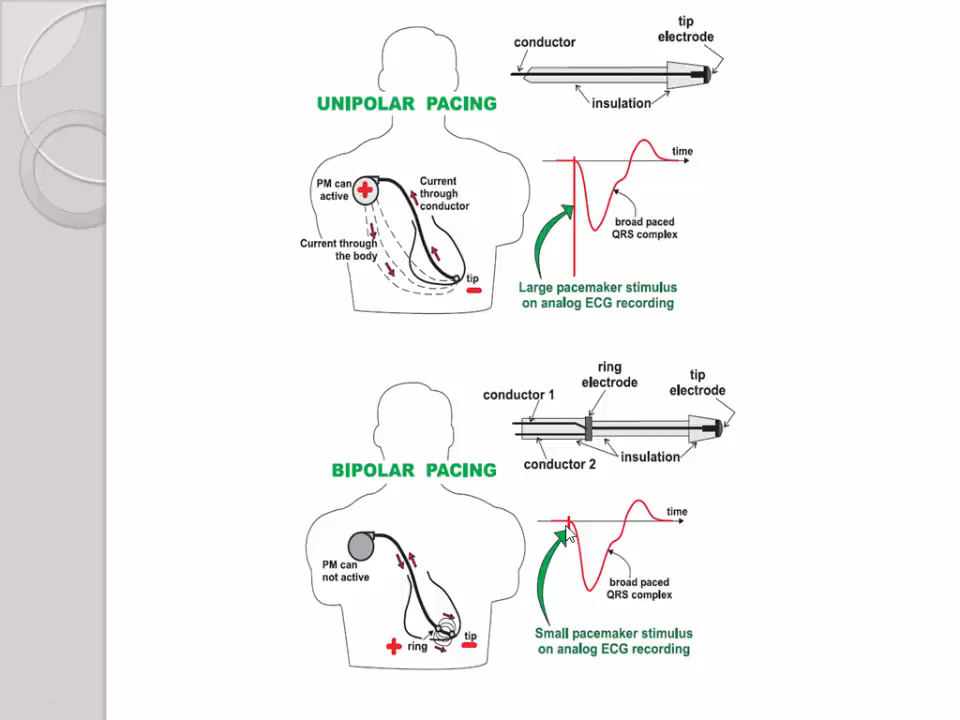 tip
electrode
conductor
insulation
UNIPOLAR PACING
PM can
active
Current
through
conductor
Current through
the body
tip
time
broad paced
QRS complex
Large pacemaker stimulus
on analog ECG recording
ring
electrode
tip
electrode
conductor 1
conductor 2
insulation
BIPOLAR PACING
PM can
not active
ring
tip
time
broad paced
QRS complex
Small pacemaker stimulus
on analog ECG recording